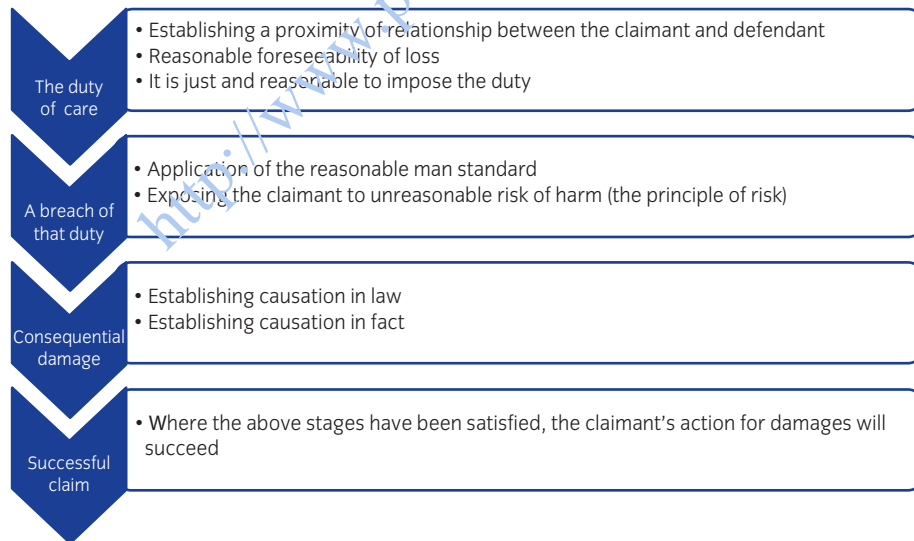 The duty
of care
• Establishing a proximity of relationship between the claimant and defendant
• Reasonable foreseeability of loss
• It is just and reasonable to impose the duty
A breach of
that duty
• Application of the reasonable man standard
• Exposing the claimant to unreasonable risk of harm (the principle of risk)
Consequential
damage
• Establishing causation in law
• Establishing causation in fact
Successful
claim
• Where the above stages have been satisfied, the claimant's action for damages will
succeed
http://www.p